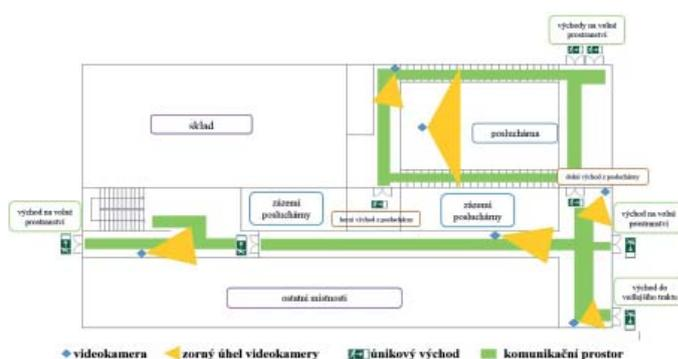 východy na volné
prostranství
sklad
posluchárna
dolní východ z posluchárny
východ na volné
prostranství
zázemí
posluchárny
horní východ z posluchárny
zázemí
posluchárny
východ na volné
prostranství
východ do
vedlejšího traktu
ostatní místnosti
videokamera
zorný úhel videokamery
únikový východ
komunikační prostor